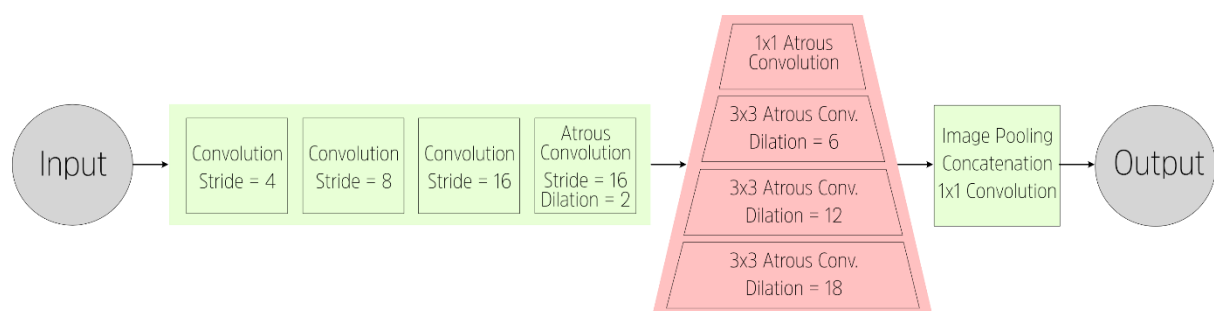 Input
Convolution
Stride = 4
Convolution
Stride = 8
Convolution
Stride = 16
Atrous
Convolution
Stride = 16
Dilation = 2
1x1 Atrous
Convolution
3x3 Atrous Conv.
Dilation = 6
3x3 Atrous Conv.
Dilation = 12
3x3 Atrous Conv.
Dilation = 18
Image Pooling
Concatenation
1x1 Convolution
Output